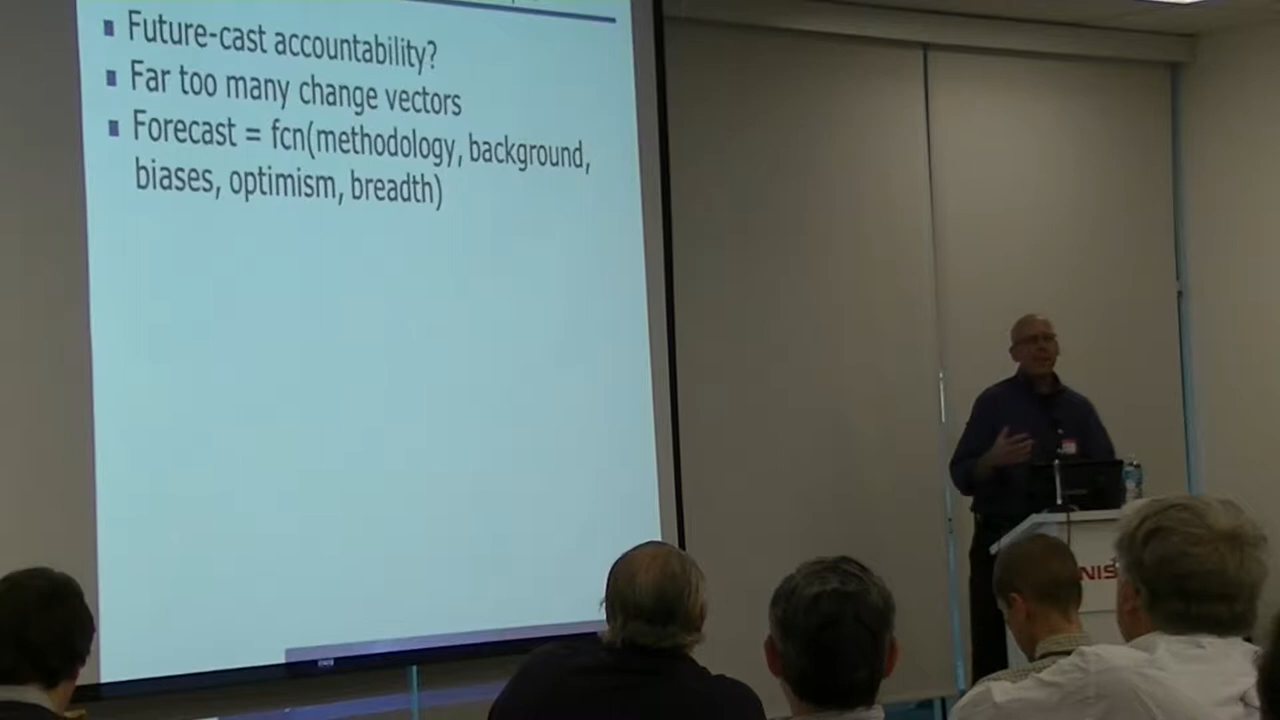 Future-cast accountability?
Far too many change vectors
Forecast = fcn(methodology, background,
biases, optimism, breadth)
NIS